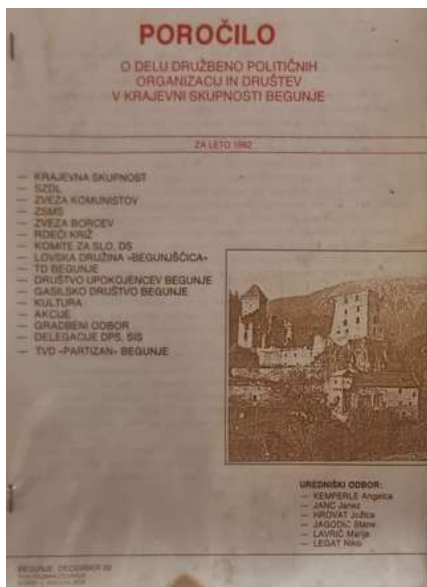 POROČILO
O DELU DRUŽBENO POLITIČNIH
ORGANIZACIJ IN DRUŠTEV
V KRAJEVNI SKUPNOSTI BEGUNJE
ZA LETO 1982
— KRAJEVNA SKUPNOST
— SZDL
— ZVEZA KOMUNISTOV
— ZSMS
— ZVEZA BORCEV
— RDEČI KRIŽ
— KOMITE ZA SLO, DS
— LOVSKA DRUŽINA »BEGUNJŠČICA«
— TD BEGUNJE
— DRUŠTVO UPOKOJENCEV BEGUNJE
— GASILSKO DRUŠTVO BEGUNJE
— KULTURA
— AKCIJE
— GRADBENI ODBOR
— DELEGACIJE DPS, SIS
— TVD »PARTIZAN« BEGUNJE
UREDNIŠKI ODBOR:
— KEMPERLE Angelca
— JANC Janez
— HROVAT Jožica
— JAGODIC Stane
— LAVRIČ Marija
— LEGAT Niko
BEGUNJE, DECEMBER 82